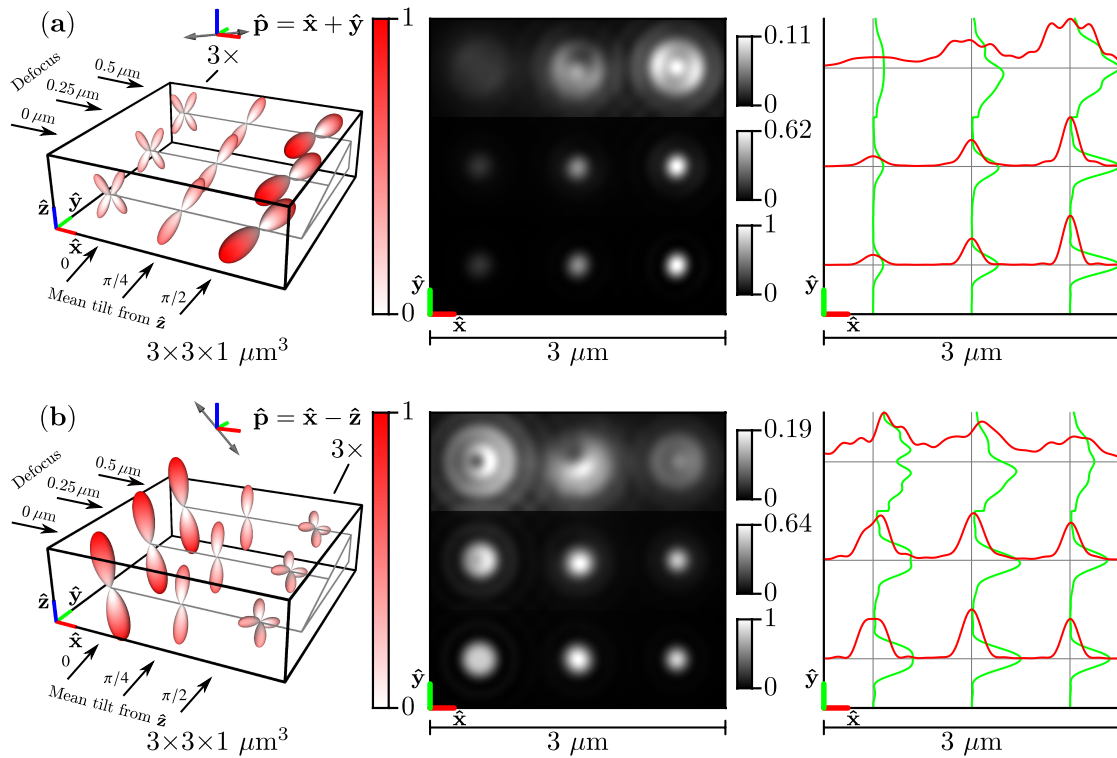 (a)
p̂ = x̂ + ŷ
3×
Defocus
0.5 μm
0.25 μm
0 μm
ẑ
ŷ
x̂
0
π/4
π/2
Mean tilt from ẑ
3×3×1 μm³
1
0
ŷ
x̂
3 μm
0.11
0
0.62
0
1
0
ŷ
x̂
3 μm
(b)
p̂ = x̂ − ẑ
3×
Defocus
0.5 μm
0.25 μm
0 μm
ẑ
ŷ
x̂
0
π/4
π/2
Mean tilt from ẑ
3×3×1 μm³
1
0
ŷ
x̂
3 μm
0.19
0
0.64
0
1
0
ŷ
x̂
3 μm